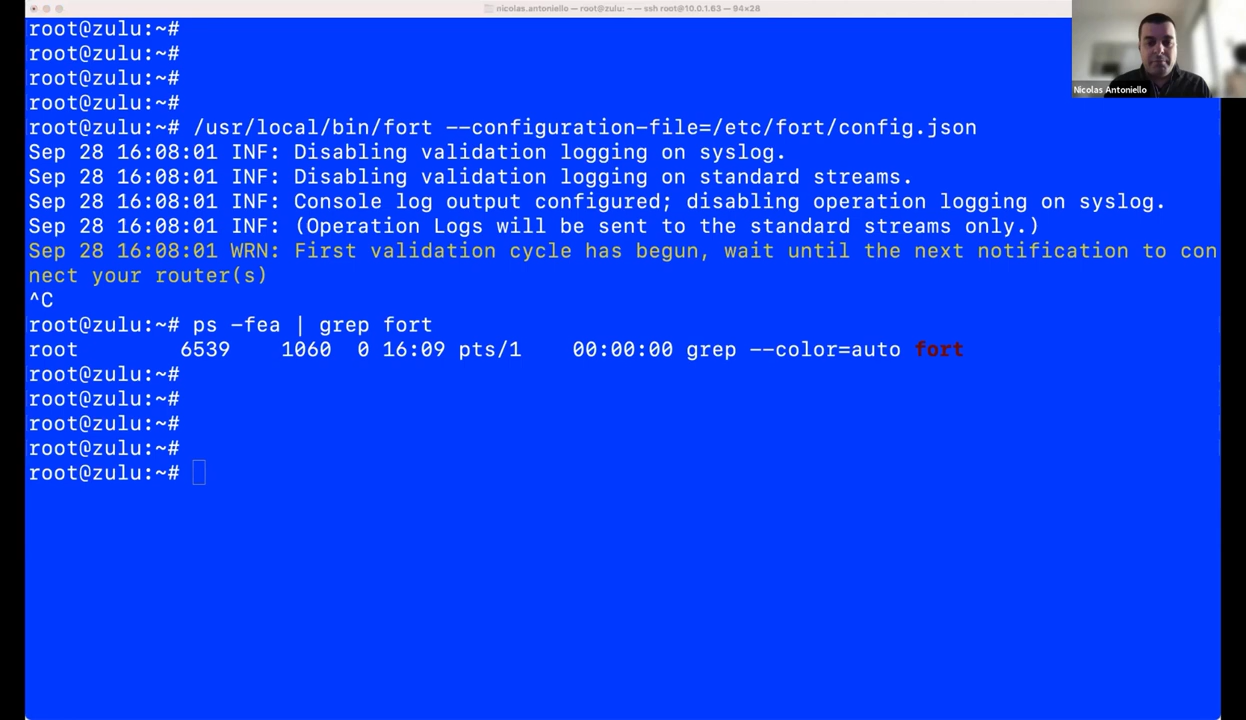 nicolas.antoniello — root@zulu: ~ — ssh root@10.0.1.63 — 94×28
root@zulu:~#
root@zulu:~#
root@zulu:~#
root@zulu:~#
root@zulu:~# /usr/local/bin/fort --configuration-file=/etc/fort/config.json
Sep 28 16:08:01 INF: Disabling validation logging on syslog.
Sep 28 16:08:01 INF: Disabling validation logging on standard streams.
Sep 28 16:08:01 INF: Console log output configured; disabling operation logging on syslog.
Sep 28 16:08:01 INF: (Operation Logs will be sent to the standard streams only.)
Sep 28 16:08:01 WRN: First validation cycle has begun, wait until the next notification to con
nect your router(s)
^C
root@zulu:~# ps -fea | grep fort
root        6539    1060  0 16:09 pts/1    00:00:00 grep --color=auto fort
root@zulu:~#
root@zulu:~#
root@zulu:~#
root@zulu:~#
root@zulu:~#
Nicolas Antoniello